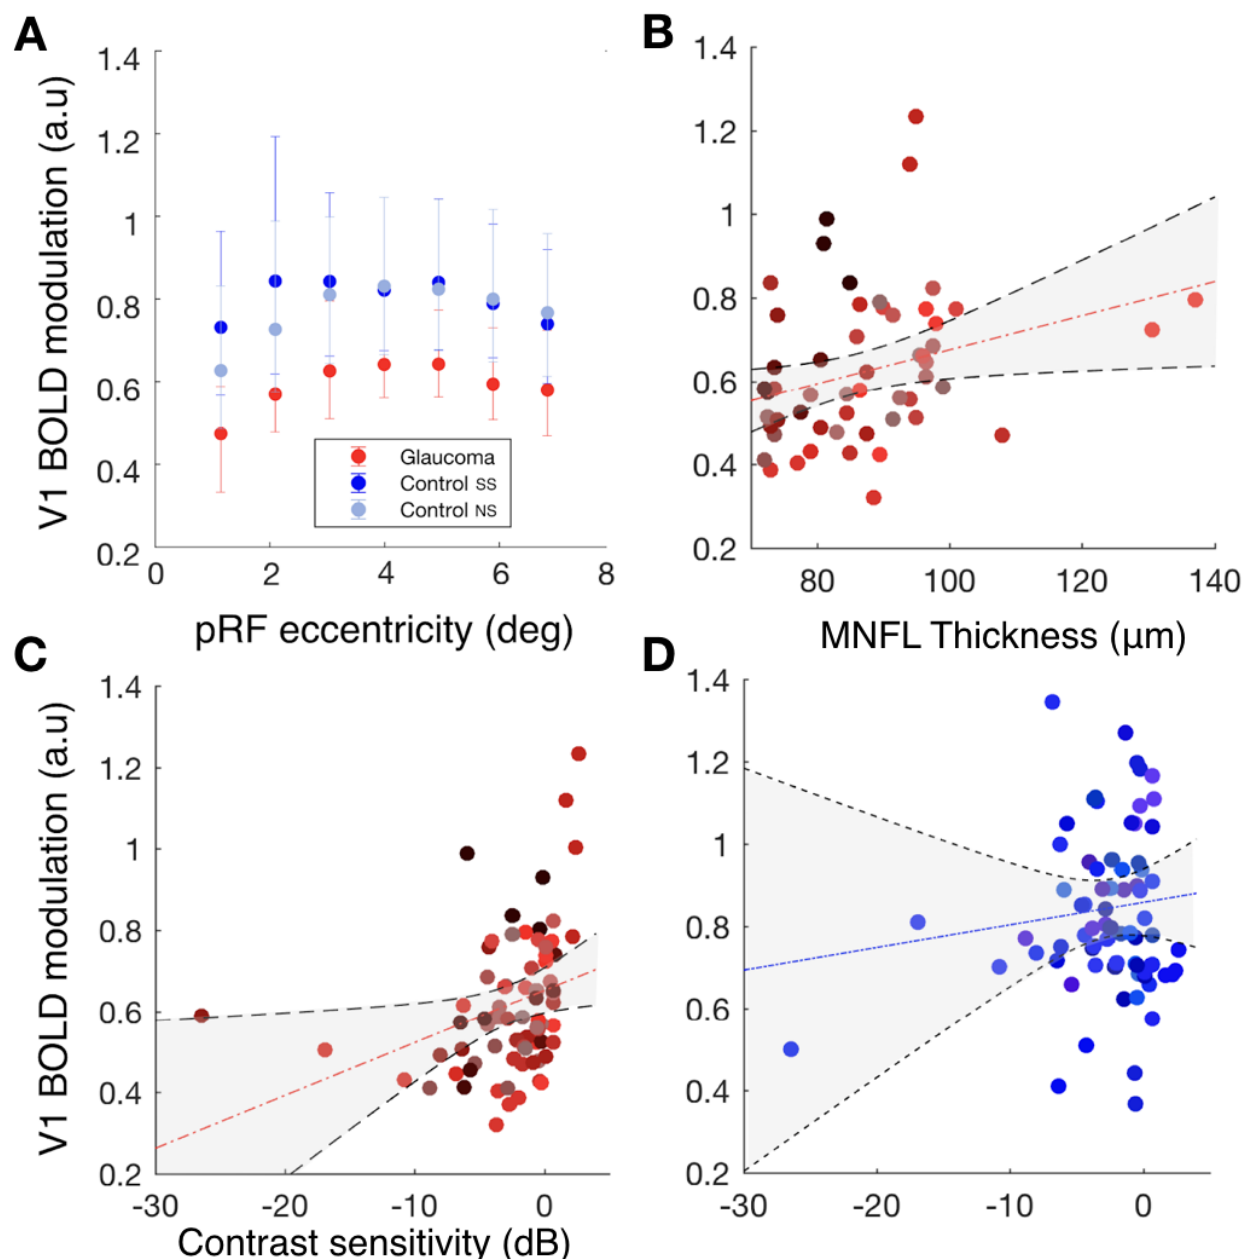 A
V1 BOLD modulation (a.u)
1.4
1.2
1
0.8
0.6
0.4
0.2
0 2 4 6 8
pRF eccentricity (deg)
Glaucoma
Control SS
Control NS
B
1.4
1.2
1
0.8
0.6
0.4
0.2
80 100 120 140
MNFL Thickness (µm)
C
V1 BOLD modulation (a.u)
1.4
1.2
1
0.8
0.6
0.4
0.2
-30 -20 -10 0
Contrast sensitivity (dB)
D
1.4
1.2
1
0.8
0.6
0.4
0.2
-30 -20 -10 0